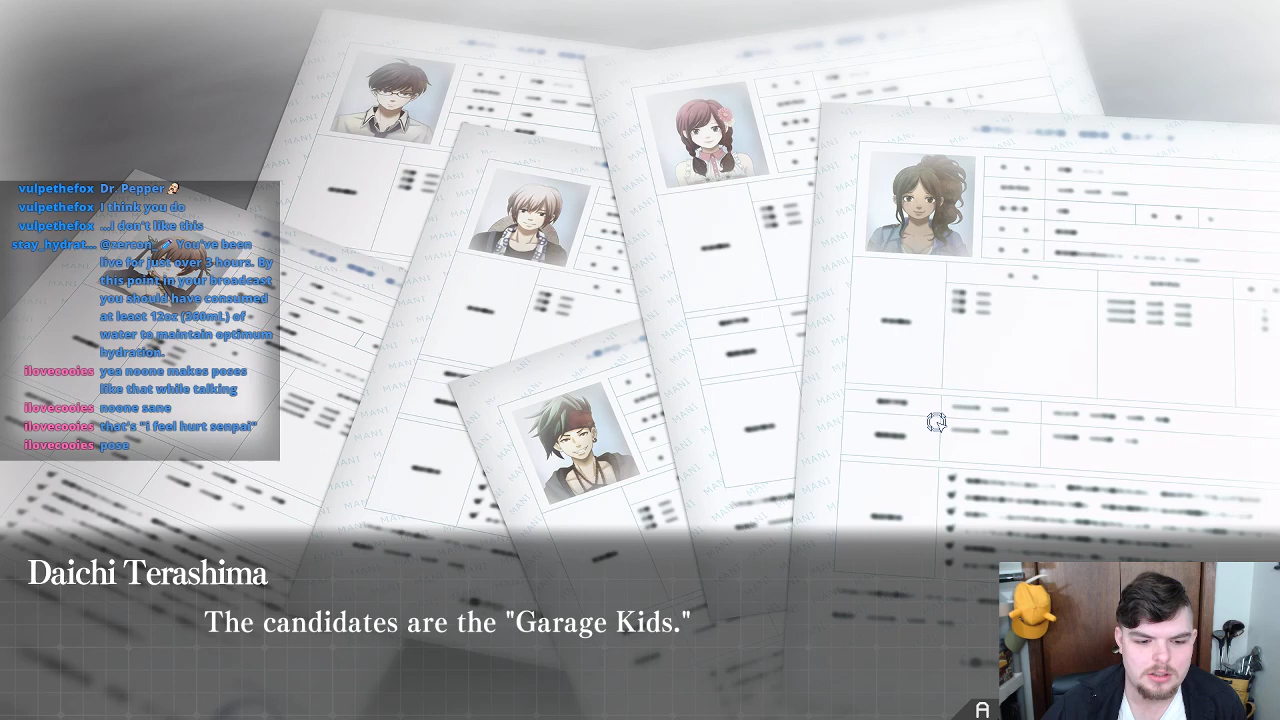 vulpethefox Dr. Pepper
vulpethefox I think you do
vulpethefox ...I don't like this
stay_hydrat... You've been
live for just over 3 hours. By
this point in your broadcast
you should have consumed
at least 12oz (360mL) of
water to maintain optimum
hydration.
ilovecooies yea noone makes poses
like that while talking
ilovecooies noone sane
ilovecooies that's "i feel hurt senpai"
ilovecooies pose
MANI
Daichi Terashima
The candidates are the "Garage Kids."
A